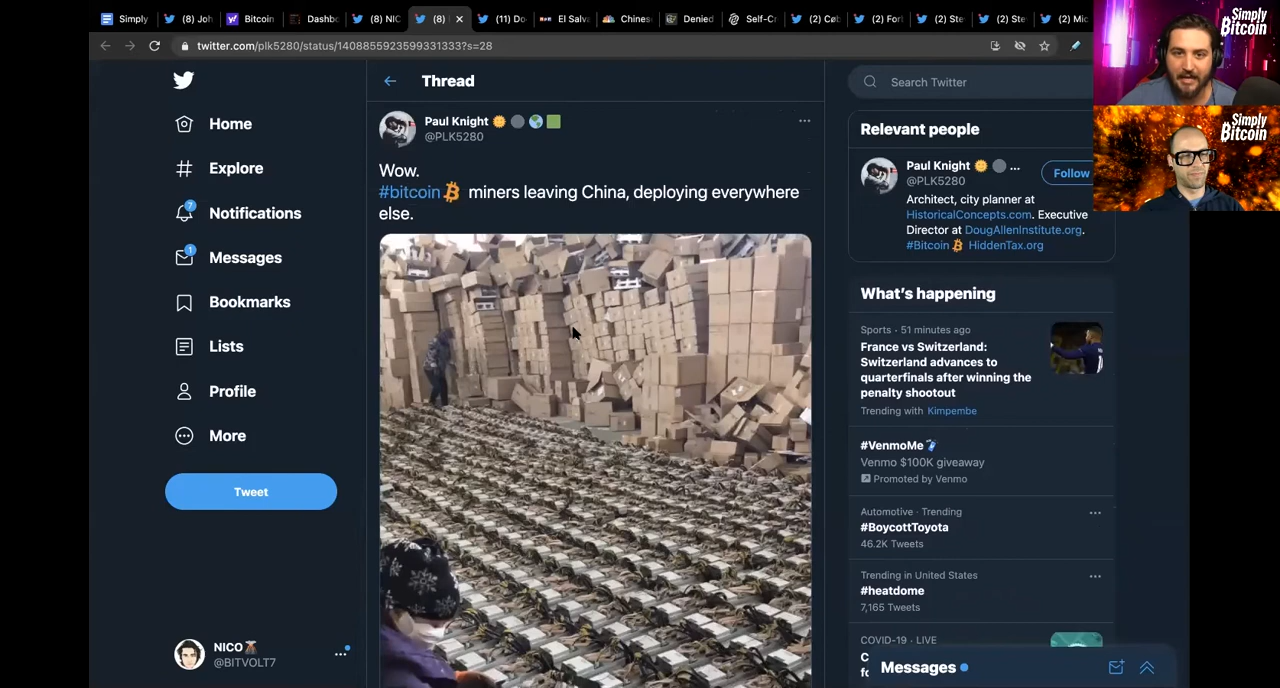 Simply
(8) Joh
Bitcoin
Dashbo
(8) NIC
(8)
(11) Do
El Salva
Chines
Denied
Self-Cr
(2) Cøb
(2) For
(2) Ste
(2) Ste
(2) Mic
twitter.com/plk5280/status/1408855923599331333?s=28
Simply
Bitcoin
Simply
Bitcoin
Home
Explore
7
Notifications
1
Messages
Bookmarks
Lists
Profile
More
Tweet
NICO
@BITVOLT7
Thread
Paul Knight
@PLK5280
Wow.
#bitcoin miners leaving China, deploying everywhere
else.
Search Twitter
Relevant people
Paul Knight ...
@PLK5280
Follow
Architect, city planner at
HistoricalConcepts.com. Executive
Director at DougAllenInstitute.org.
#Bitcoin HiddenTax.org
What's happening
Sports · 51 minutes ago
France vs Switzerland:
Switzerland advances to
quarterfinals after winning the
penalty shootout
Trending with Kimpembe
#VenmoMe
Venmo $100K giveaway
Promoted by Venmo
Automotive · Trending
#BoycottToyota
46.2K Tweets
Trending in United States
#heatdome
7,165 Tweets
COVID-19 · LIVE
Messages